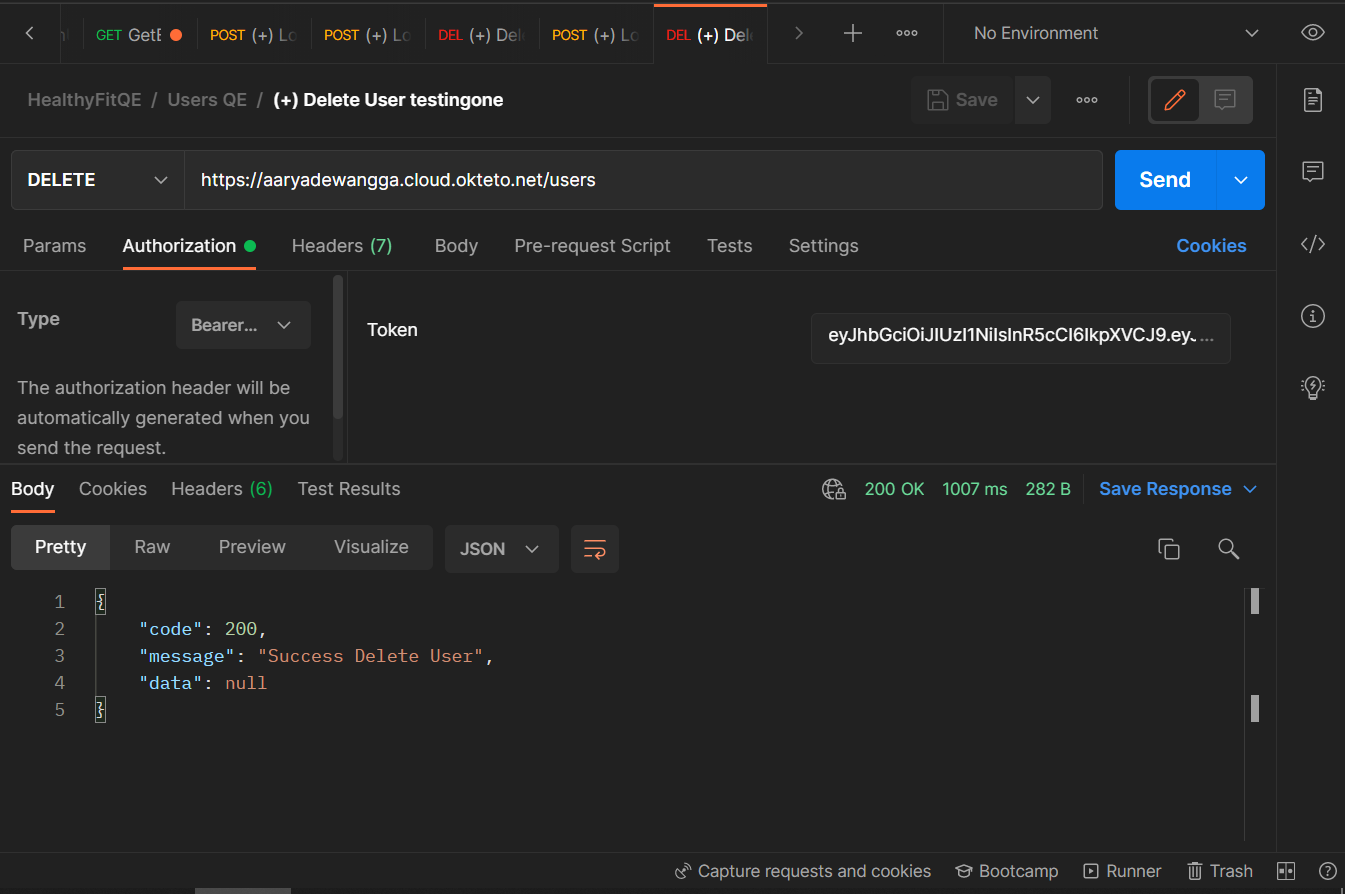 GET GetE POST (+) Lo POST (+) Lo DEL (+) Del POST (+) Lo DEL (+) Del No Environment
HealthyFitQE / Users QE / (+) Delete User testingone Save
DELETE https://aaryadewangga.cloud.okteto.net/users Send
Params Authorization Headers (7) Body Pre-request Script Tests Settings Cookies
Type Bearer... Token eyJhbGciOiJIUzI1NiIsInR5cCI6IkpXVCJ9.eyJ...
The authorization header will be
automatically generated when you
send the request.
Body Cookies Headers (6) Test Results 200 OK 1007 ms 282 B Save Response
Pretty Raw Preview Visualize JSON
1 {
2 "code": 200,
3 "message": "Success Delete User",
4 "data": null
5 }
Capture requests and cookies Bootcamp Runner Trash